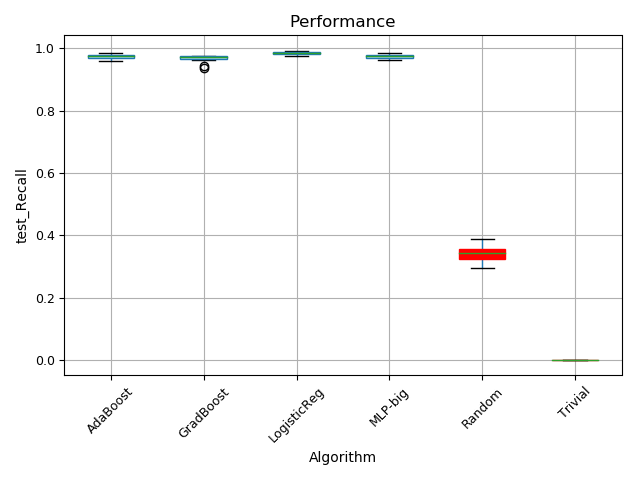 Performance
1.0
0.8
0.6
0.4
0.2
0.0
test_Recall
AdaBoost
GradBoost
LogisticReg
MLP-big
Random
Trivial
Algorithm